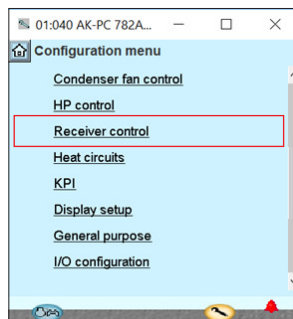 01:040 AK-PC 782A...
Configuration menu
Condenser fan control
HP control
Receiver control
Heat circuits
KPI
Display setup
General purpose
I/O configuration